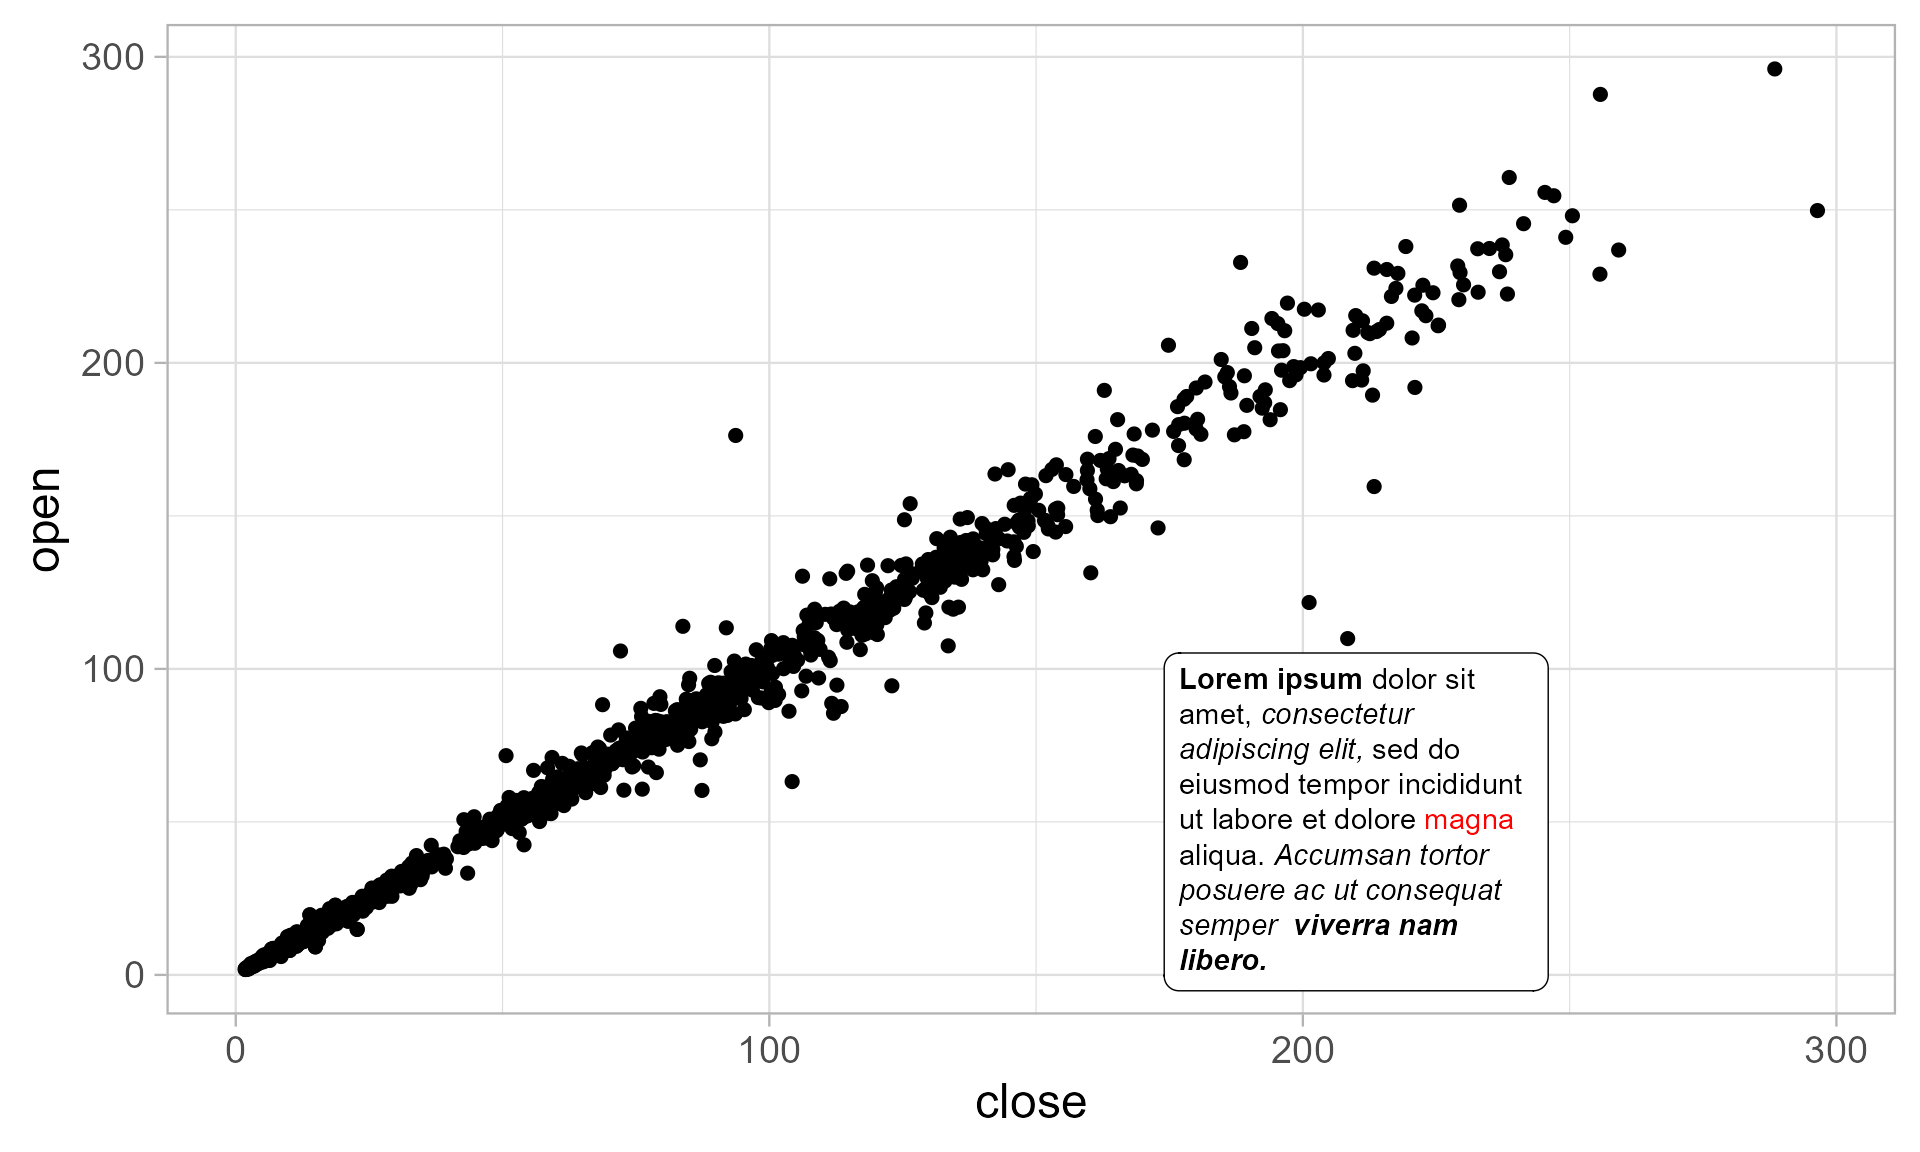 300
200
100
0
open
Lorem ipsum dolor sit
amet, consectetur
adipiscing elit, sed do
eiusmod tempor incididunt
ut labore et dolore magna
aliqua. Accumsan tortor
posuere ac ut consequat
semper viverra nam
libero.
0 100 200 300
close